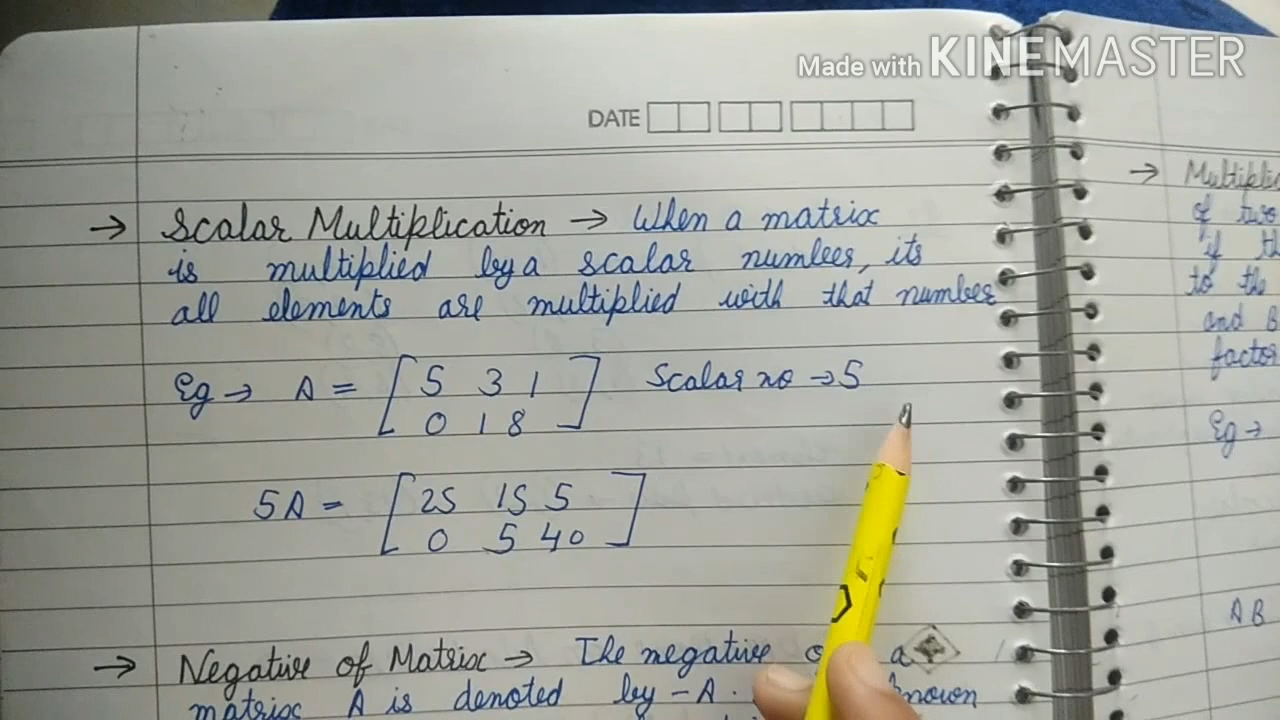 Made with KINEMASTER
DATE
→ Scalar Multiplication → When a matrix
is multiplied by a scalar number, its
all elements are multiplied with that number
Eg → A = [ 5 3 1 Scalar no → 5
0 1 8 ]
5A = [ 25 15 5
0 5 40 ]
→ Negative of Matrix → The negative a
matrix A is denoted by -A. known
→
of two
if
to the
and B
factor
Eg →
AB